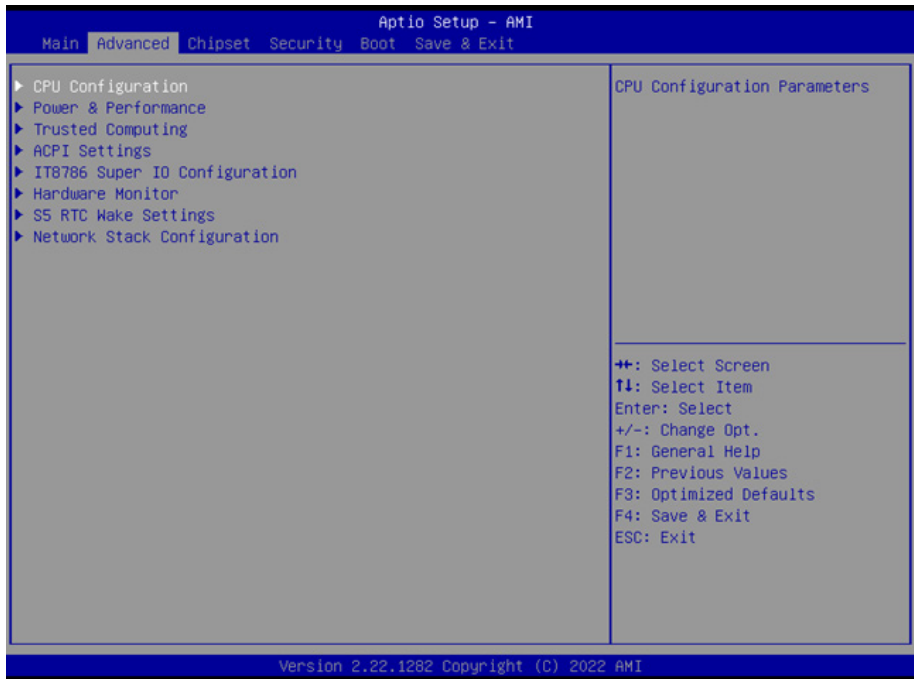 Aptio Setup – AMI
Main Advanced Chipset Security Boot Save & Exit
CPU Configuration
Power & Performance
Trusted Computing
ACPI Settings
IT8786 Super IO Configuration
Hardware Monitor
S5 RTC Wake Settings
Network Stack Configuration
CPU Configuration Parameters
→←: Select Screen
↑↓: Select Item
Enter: Select
+/-: Change Opt.
F1: General Help
F2: Previous Values
F3: Optimized Defaults
F4: Save & Exit
ESC: Exit
Version 2.22.1282 Copyright (C) 2022 AMI